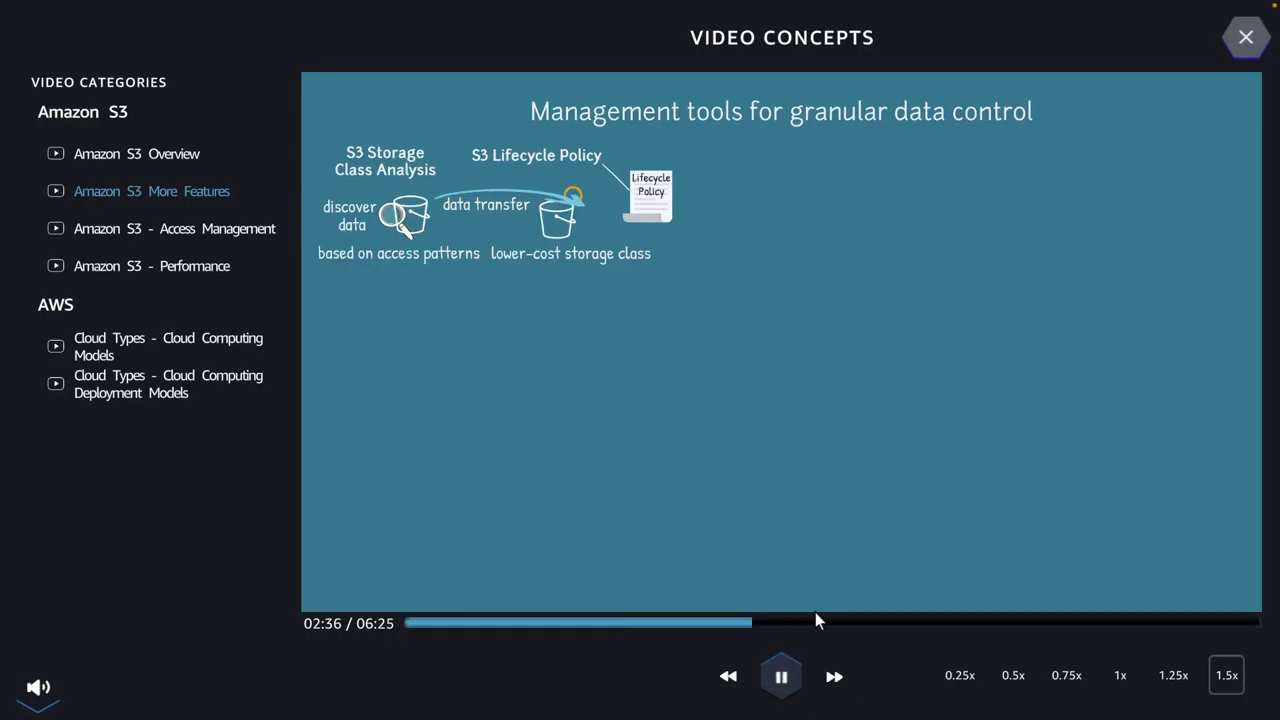 VIDEO CONCEPTS
VIDEO CATEGORIES
Amazon S3
Amazon S3 Overview
Amazon S3 More Features
Amazon S3 - Access Management
Amazon S3 - Performance
AWS
Cloud Types - Cloud Computing
Models
Cloud Types - Cloud Computing
Deployment Models
Management tools for granular data control
S3 Storage
Class Analysis
S3 Lifecycle Policy
Lifecycle
Policy
discover
data
data transfer
based on access patterns
lower-cost storage class
02:36 / 06:25
0.25x
0.5x
0.75x
1x
1.25x
1.5x